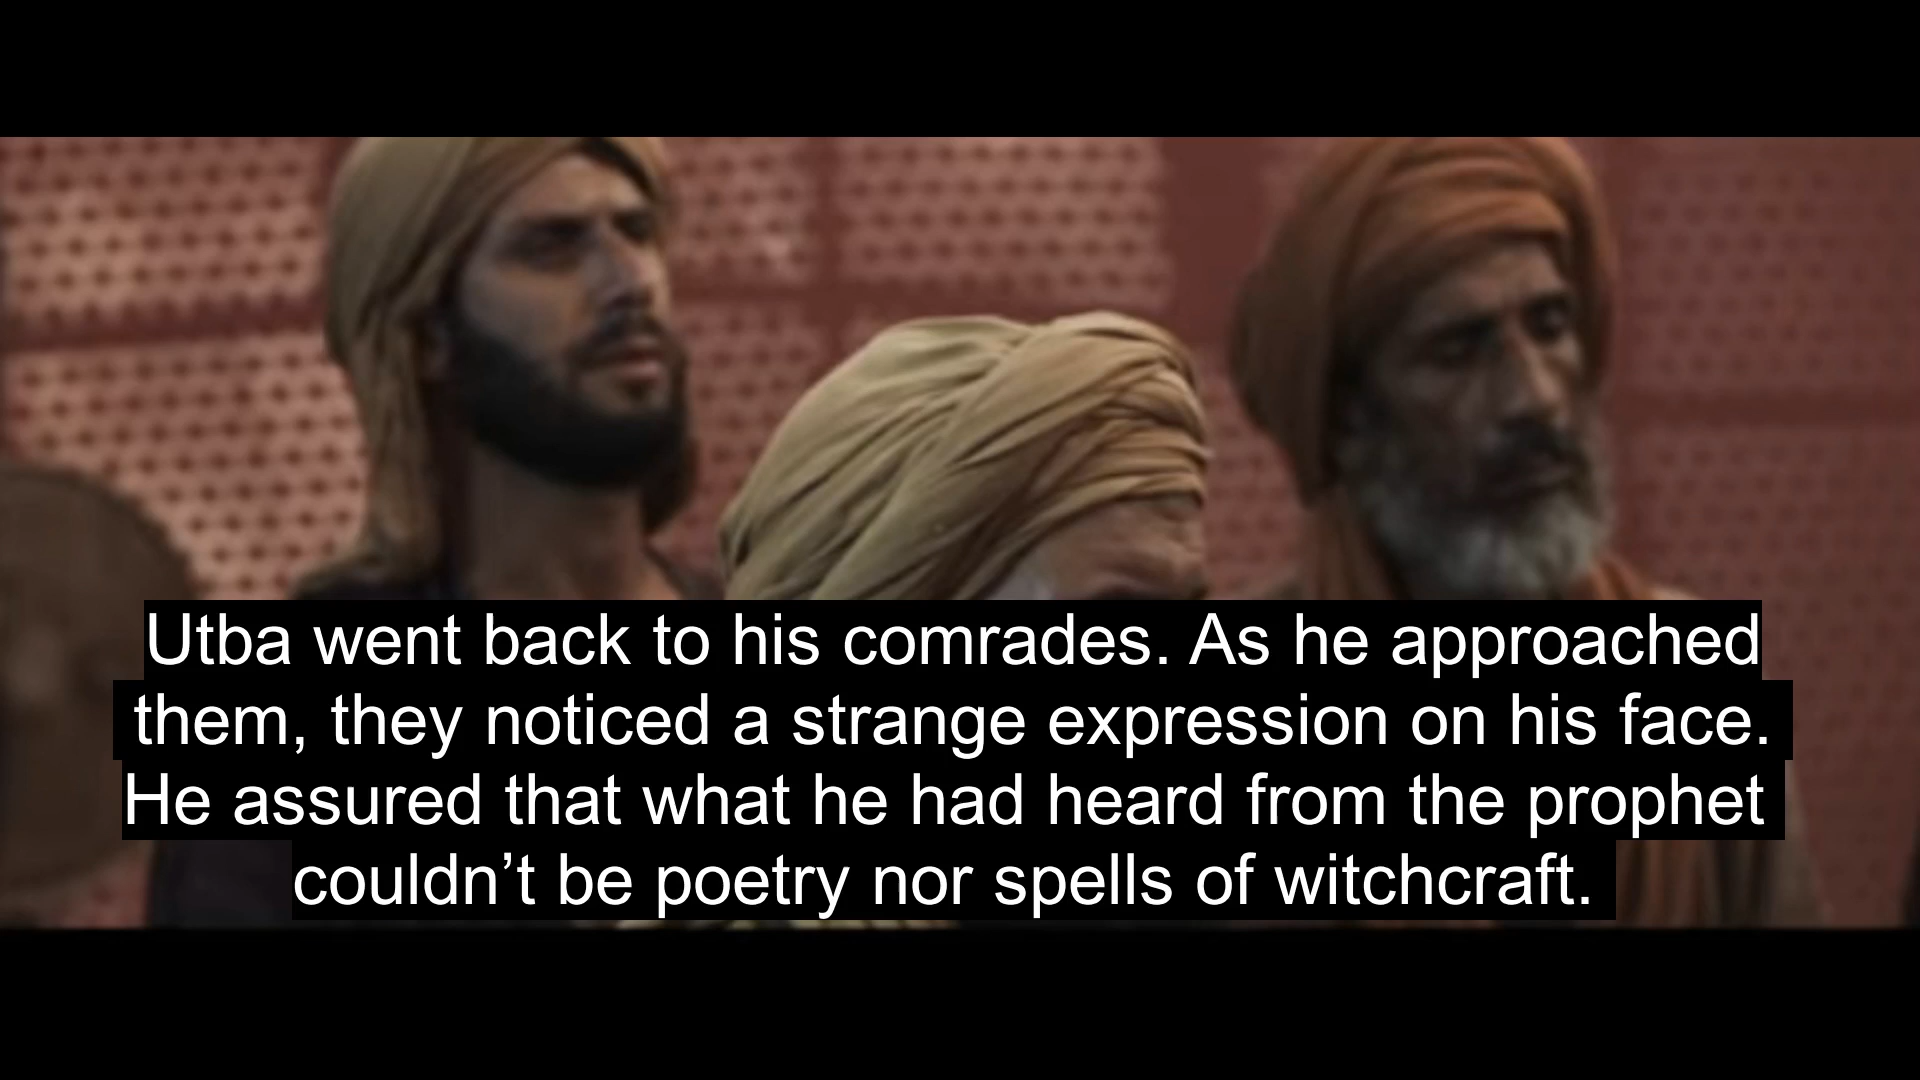 Utba went back to his comrades. As he approached
them, they noticed a strange expression on his face.
He assured that what he had heard from the prophet
couldn’t be poetry nor spells of witchcraft.